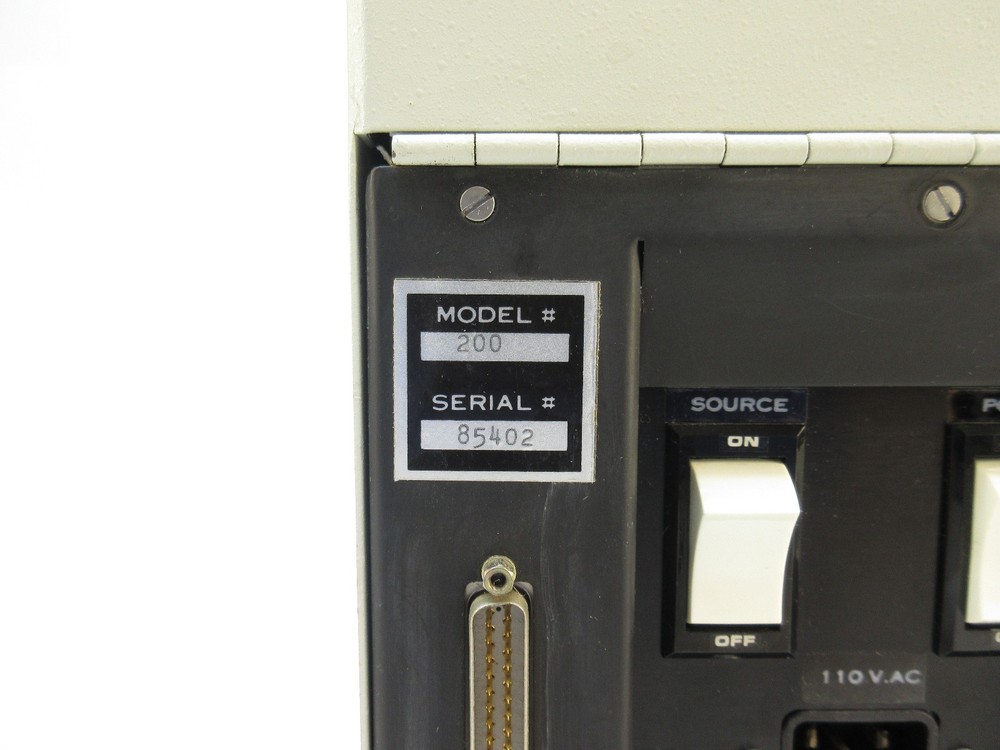 MODEL #
200
SERIAL #
85402
SOURCE
ON
OFF
110 V.AC